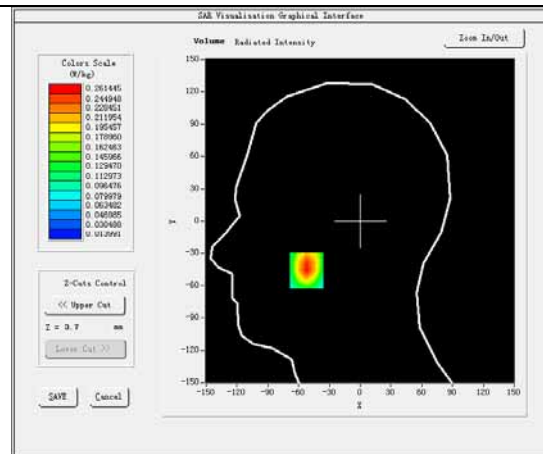 SAR Visualisation Graphical Interface
Volume Radiated Intensity
Zoom In/Out
Colors Scale
(W/kg)
0.261445
0.244948
0.228451
0.211954
0.195457
0.178960
0.162463
0.145966
0.129470
0.112973
0.096476
0.079979
0.063482
0.046985
0.030488
0.013991
Z-Cuts Control
<< Upper Cut
Z = 3.7 mm
Lower Cut >>
SAVE Cancel
150
120
90
60
30
Y 0
-30
-60
-90
-120
-150
-150 -120 -90 -60 -30 0 30 60 90 120 150
X